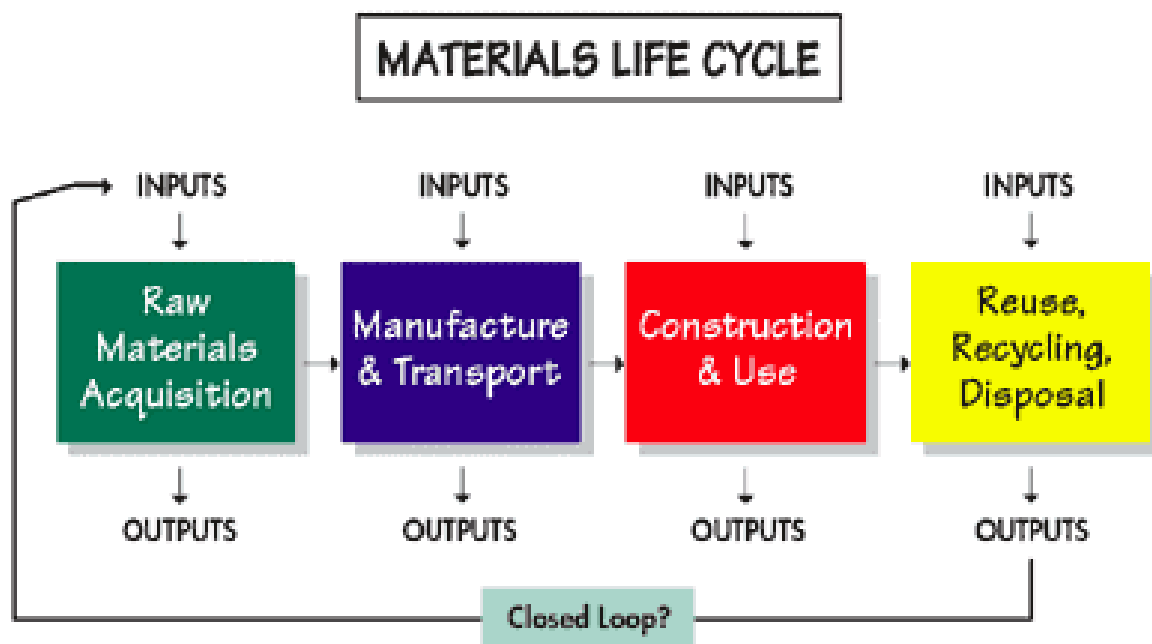 MATERIALS LIFE CYCLE
INPUTS
INPUTS
INPUTS
INPUTS
Raw
Materials
Acquisition
Manufacture
& Transport
Construction
& Use
Reuse,
Recycling,
Disposal
OUTPUTS
OUTPUTS
OUTPUTS
OUTPUTS
Closed Loop?